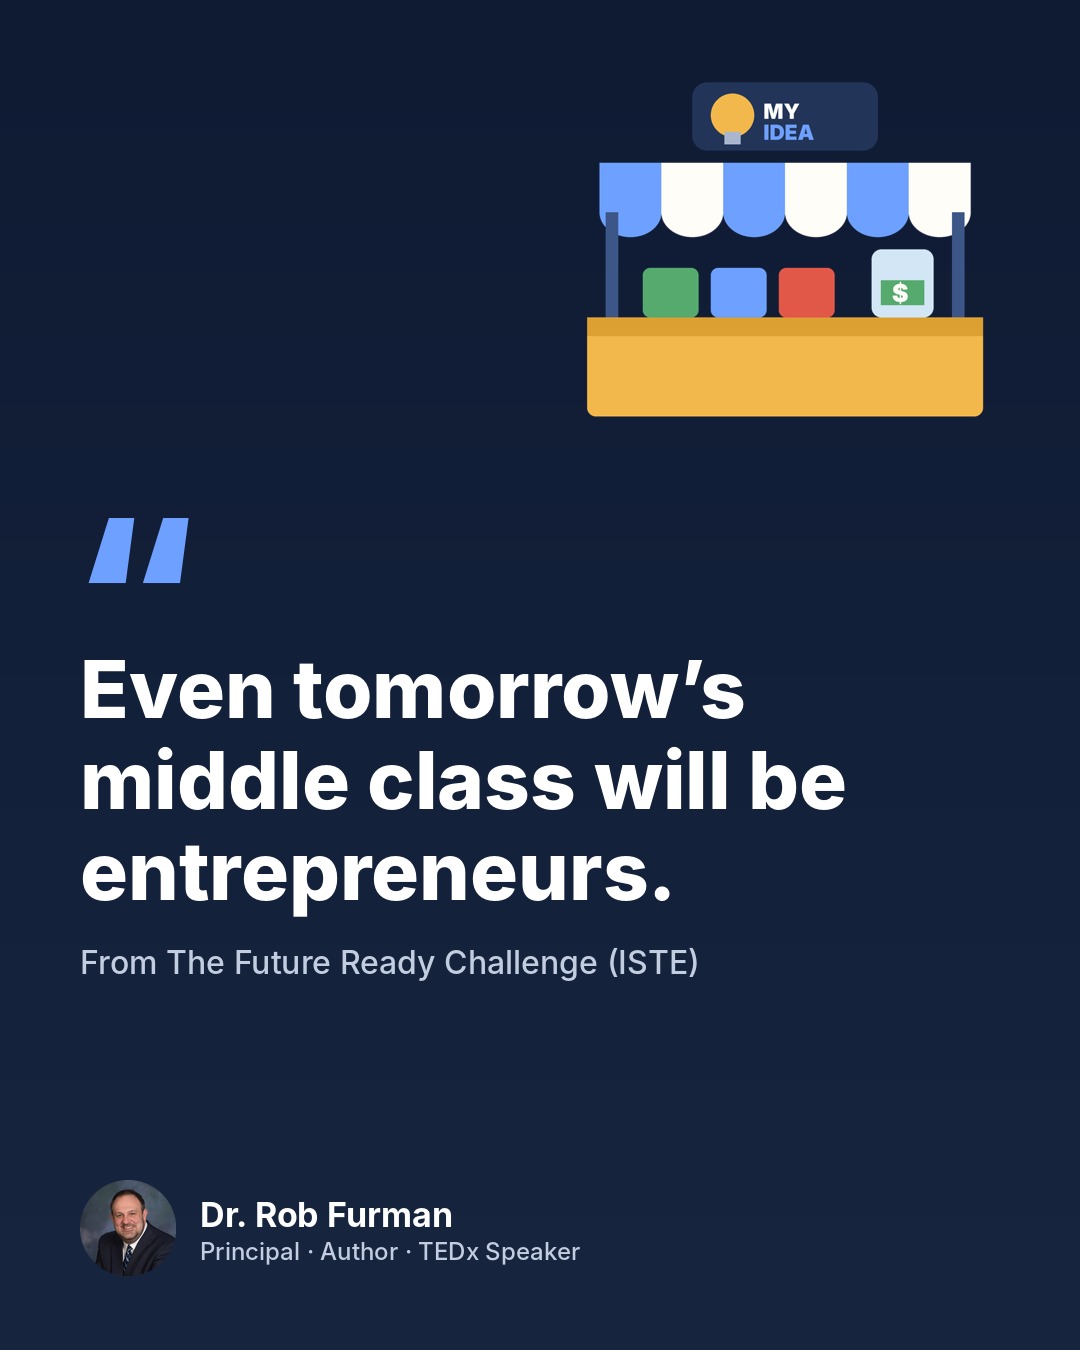 MY
IDEA
$
“
Even tomorrow’s
middle class will be
entrepreneurs.
From The Future Ready Challenge (ISTE)
Dr. Rob Furman
Principal · Author · TEDx Speaker